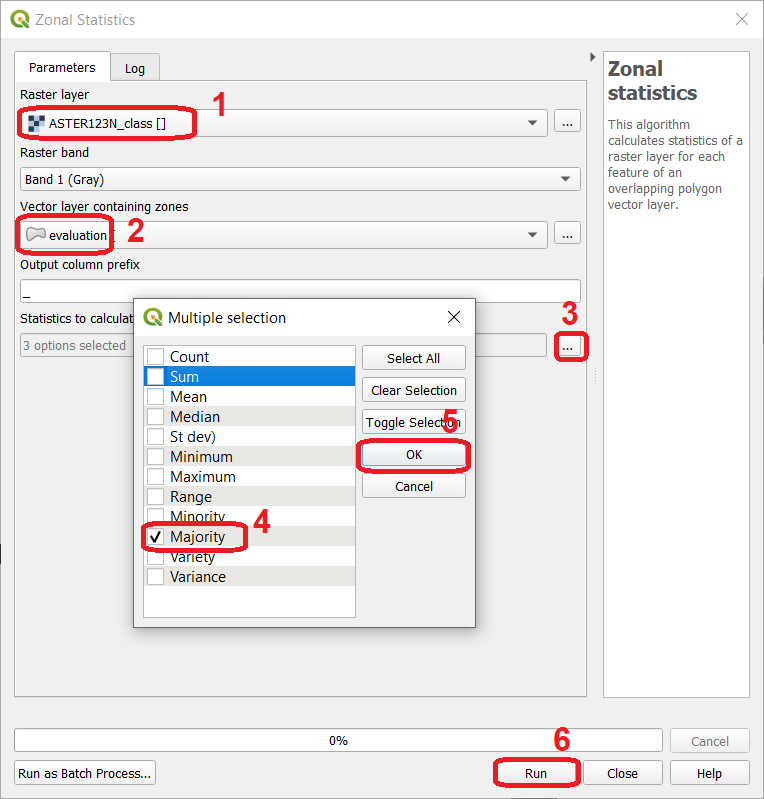 Zonal Statistics
Parameters
Log
Raster layer
1
ASTER123N_class []
...
Raster band
Band 1 (Gray)
Vector layer containing zones
2
evaluation
...
Output column prefix
_
Statistics to calculat
3
3 options selected
...
Multiple selection
Count
Sum
Mean
Median
St dev)
Minimum
Maximum
Range
Minority
Majority
4
Variety
Variance
Select All
Clear Selection
Toggle Selection
5
OK
Cancel
Zonal
statistics
This algorithm
calculates statistics of a
raster layer for each
feature of an
overlapping polygon
vector layer.
0%
6
Cancel
Run as Batch Process...
Run
Close
Help